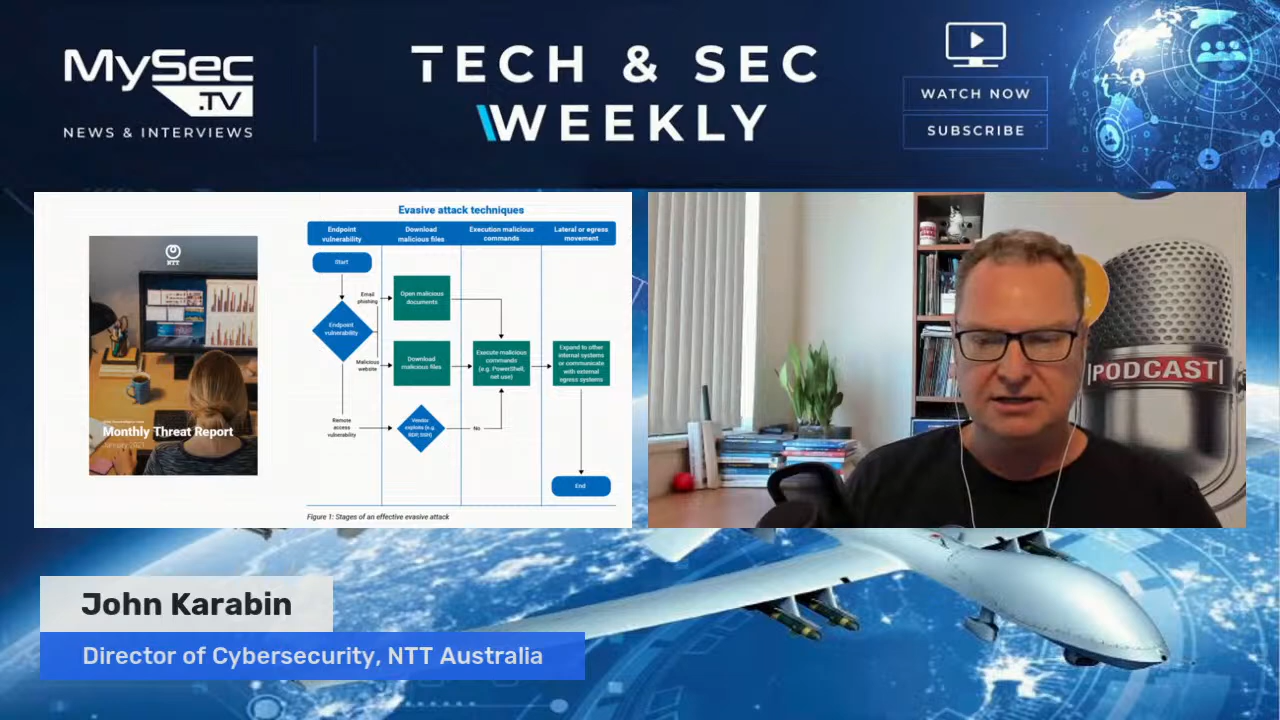 MySec
.TV
NEWS & INTERVIEWS
TECH & SEC
WEEKLY
WATCH NOW
SUBSCRIBE
NTT
Monthly Threat Report
Evasive attack techniques
Endpoint
vulnerability
Download
malicious files
Execution malicious
commands
Lateral or egress
movement
Start
Email
phishing
Open malicious
documents
Endpoint
vulnerability
Malicious
website
Download
malicious files
Execute malicious
commands
(e.g. PowerShell,
net use)
Expand to other
internal systems
or communicate
with external
egress systems
Remote
access
vulnerability
Vendor
exploits (e.g.
RDP, SSH)
No
End
Figure 1: Stages of an effective evasive attack
PODCAST
John Karabin
Director of Cybersecurity, NTT Australia